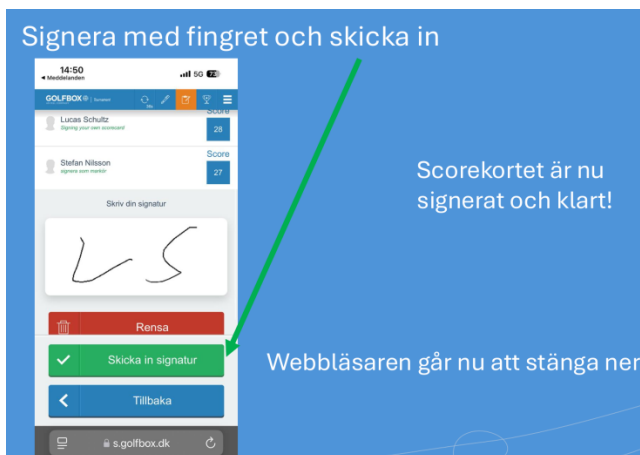 Signera med fingret och skicka in
14:50
Meddelanden
5G 73
GOLFBOX
Lucas Schultz
Signing your own scorecard
Score
28
Stefan Nilsson
signera som markör
Score
27
Skriv din signatur
LS
Rensa
Skicka in signatur
Tillbaka
s.golfbox.dk
Scorekortet är nu
signerat och klart!
Webbläsaren går nu att stänga ner